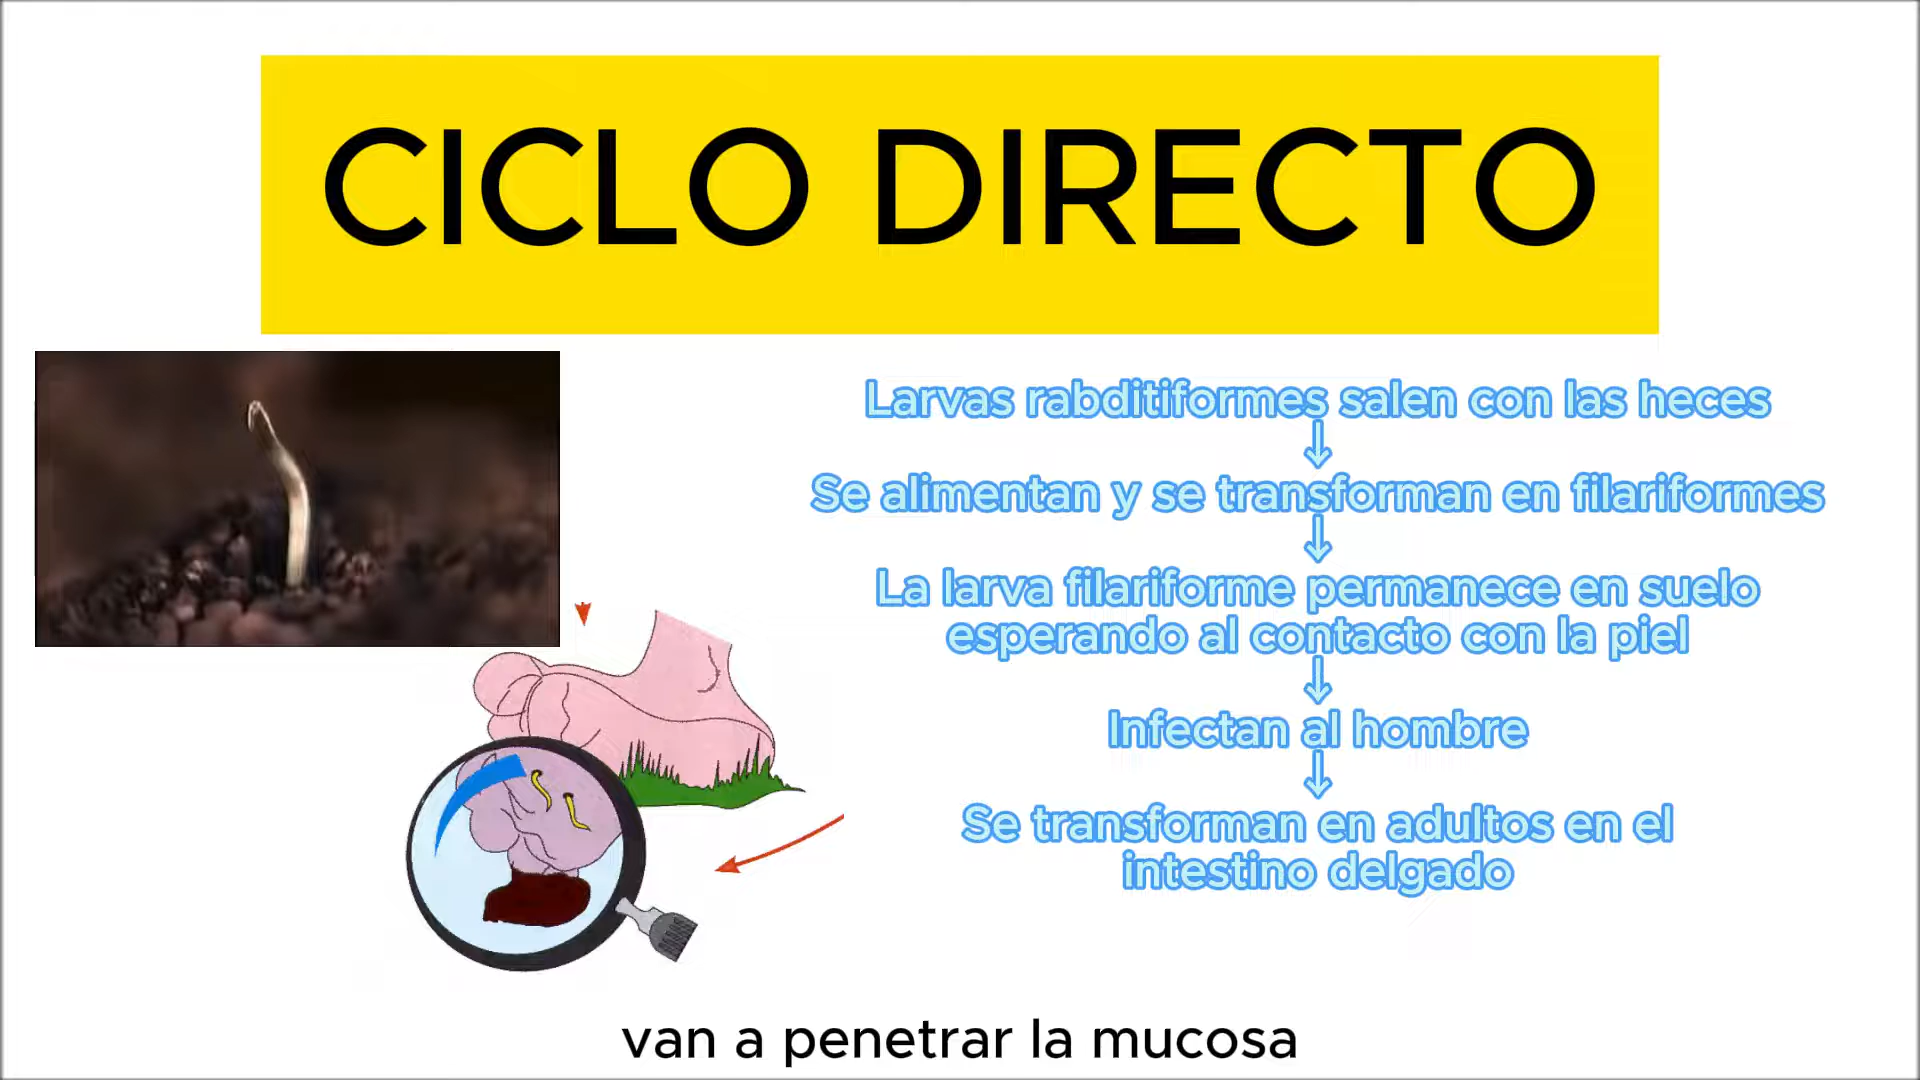 CICLO DIRECTO
Larvas rabditiformes salen con las heces
↓
Se alimentan y se transforman en filariformes
↓
La larva filariforme permanece en suelo
esperando al contacto con la piel
↓
Infectan al hombre
↓
Se transforman en adultos en el
intestino delgado
van a penetrar la mucosa